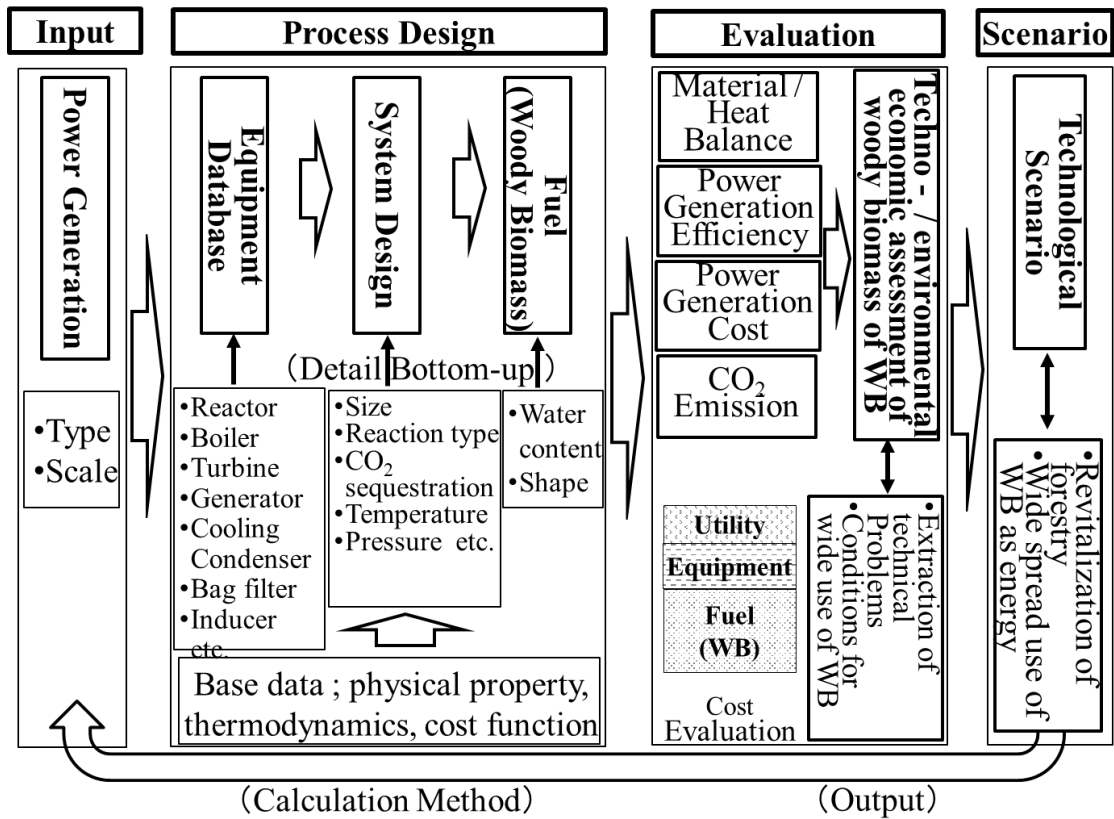 Input
Process Design
Evaluation
Scenario
Power Generation
•Type
•Scale
Equipment
Database
System Design
Fuel
(Woody Biomass)
（Detail Bottom-up）
•Reactor
•Boiler
•Turbine
•Generator
•Cooling
Condenser
•Bag filter
•Inducer
etc.
•Size
•Reaction type
•CO₂
sequestration
•Temperature
•Pressure etc.
•Water
content
•Shape
Base data ; physical property,
thermodynamics, cost function
Material /
Heat
Balance
Power
Generation
Efficiency
Power
Generation
Cost
CO₂
Emission
Techno - / environmental
economic assessment of
woody biomass of WB
Utility
Equipment
Fuel
(WB)
Cost
Evaluation
•Extraction of
technical
Problems
•Conditions for
wide use of WB
Technological
Scenario
•Revitalization of
forestry
•Wide spread use of
WB as energy
（Calculation Method）
（Output）